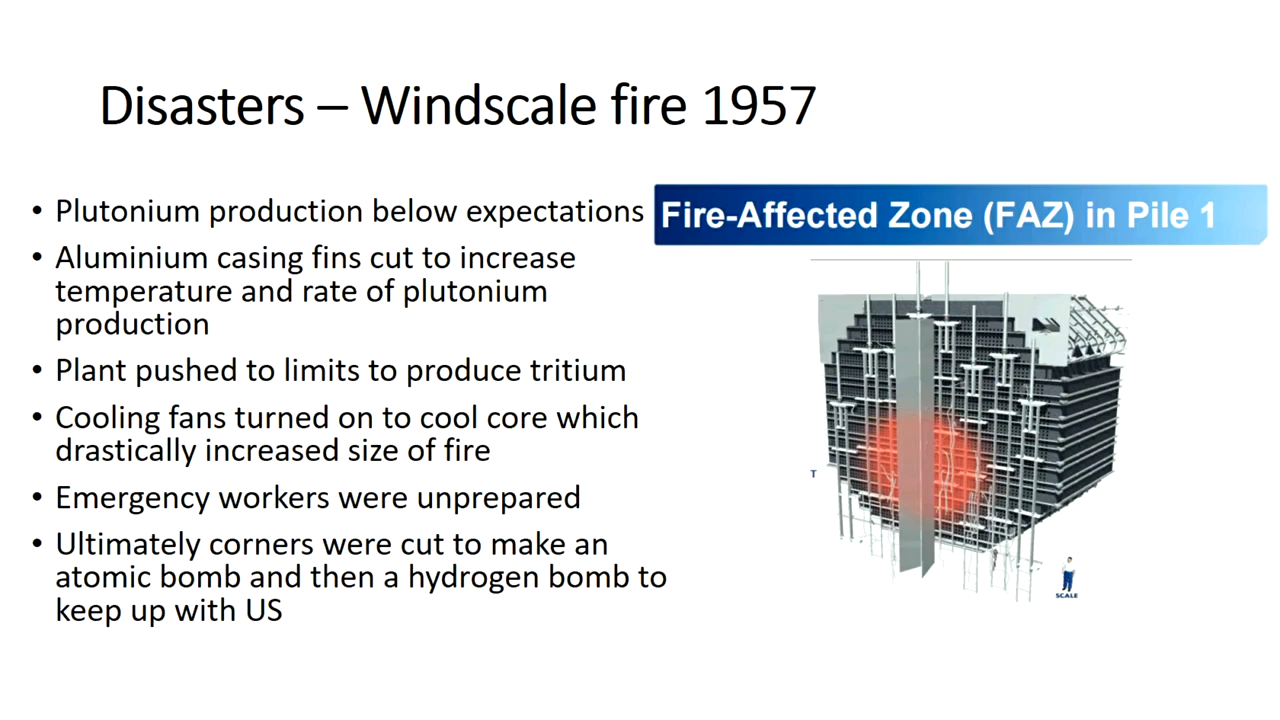 Disasters – Windscale fire 1957
• Plutonium production below expectations
• Aluminium casing fins cut to increase
temperature and rate of plutonium
production
• Plant pushed to limits to produce tritium
• Cooling fans turned on to cool core which
drastically increased size of fire
• Emergency workers were unprepared
• Ultimately corners were cut to make an
atomic bomb and then a hydrogen bomb to
keep up with US
Fire-Affected Zone (FAZ) in Pile 1
T
SCALE